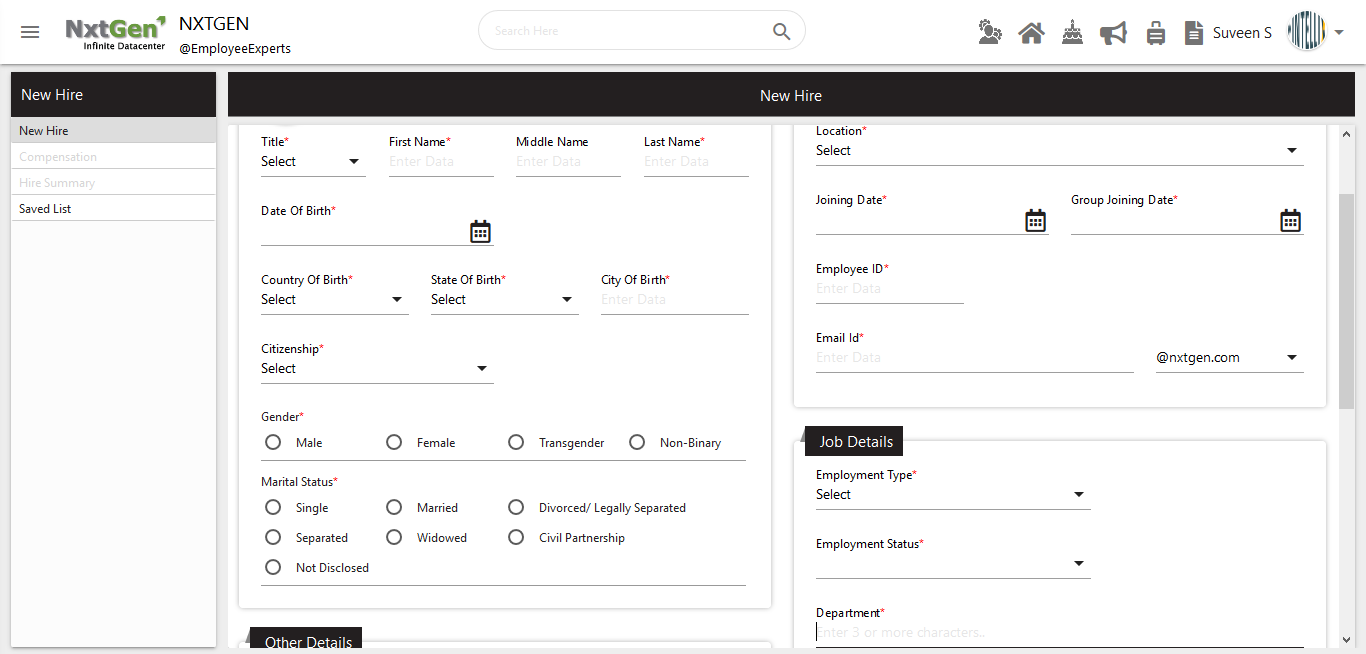 NxtGen
Infinite Datacenter
NXTGEN
@EmployeeExperts
Search Here
Suveen S
INTELLI
New Hire
New Hire
Compensation
Hire Summary
Saved List
New Hire
Title*
First Name*
Middle Name
Last Name*
Select
Enter Data
Enter Data
Enter Data
Date Of Birth*
Country Of Birth*
State Of Birth*
City Of Birth*
Select
Select
Enter Data
Citizenship*
Select
Gender*
Male
Female
Transgender
Non-Binary
Marital Status*
Single
Married
Divorced/ Legally Separated
Separated
Widowed
Civil Partnership
Not Disclosed
Other Details
Location*
Select
Joining Date*
Group Joining Date*
Employee ID*
Enter Data
Email Id*
Enter Data
@nxtgen.com
Job Details
Employment Type*
Select
Employment Status*
Department*
Enter 3 or more characters..